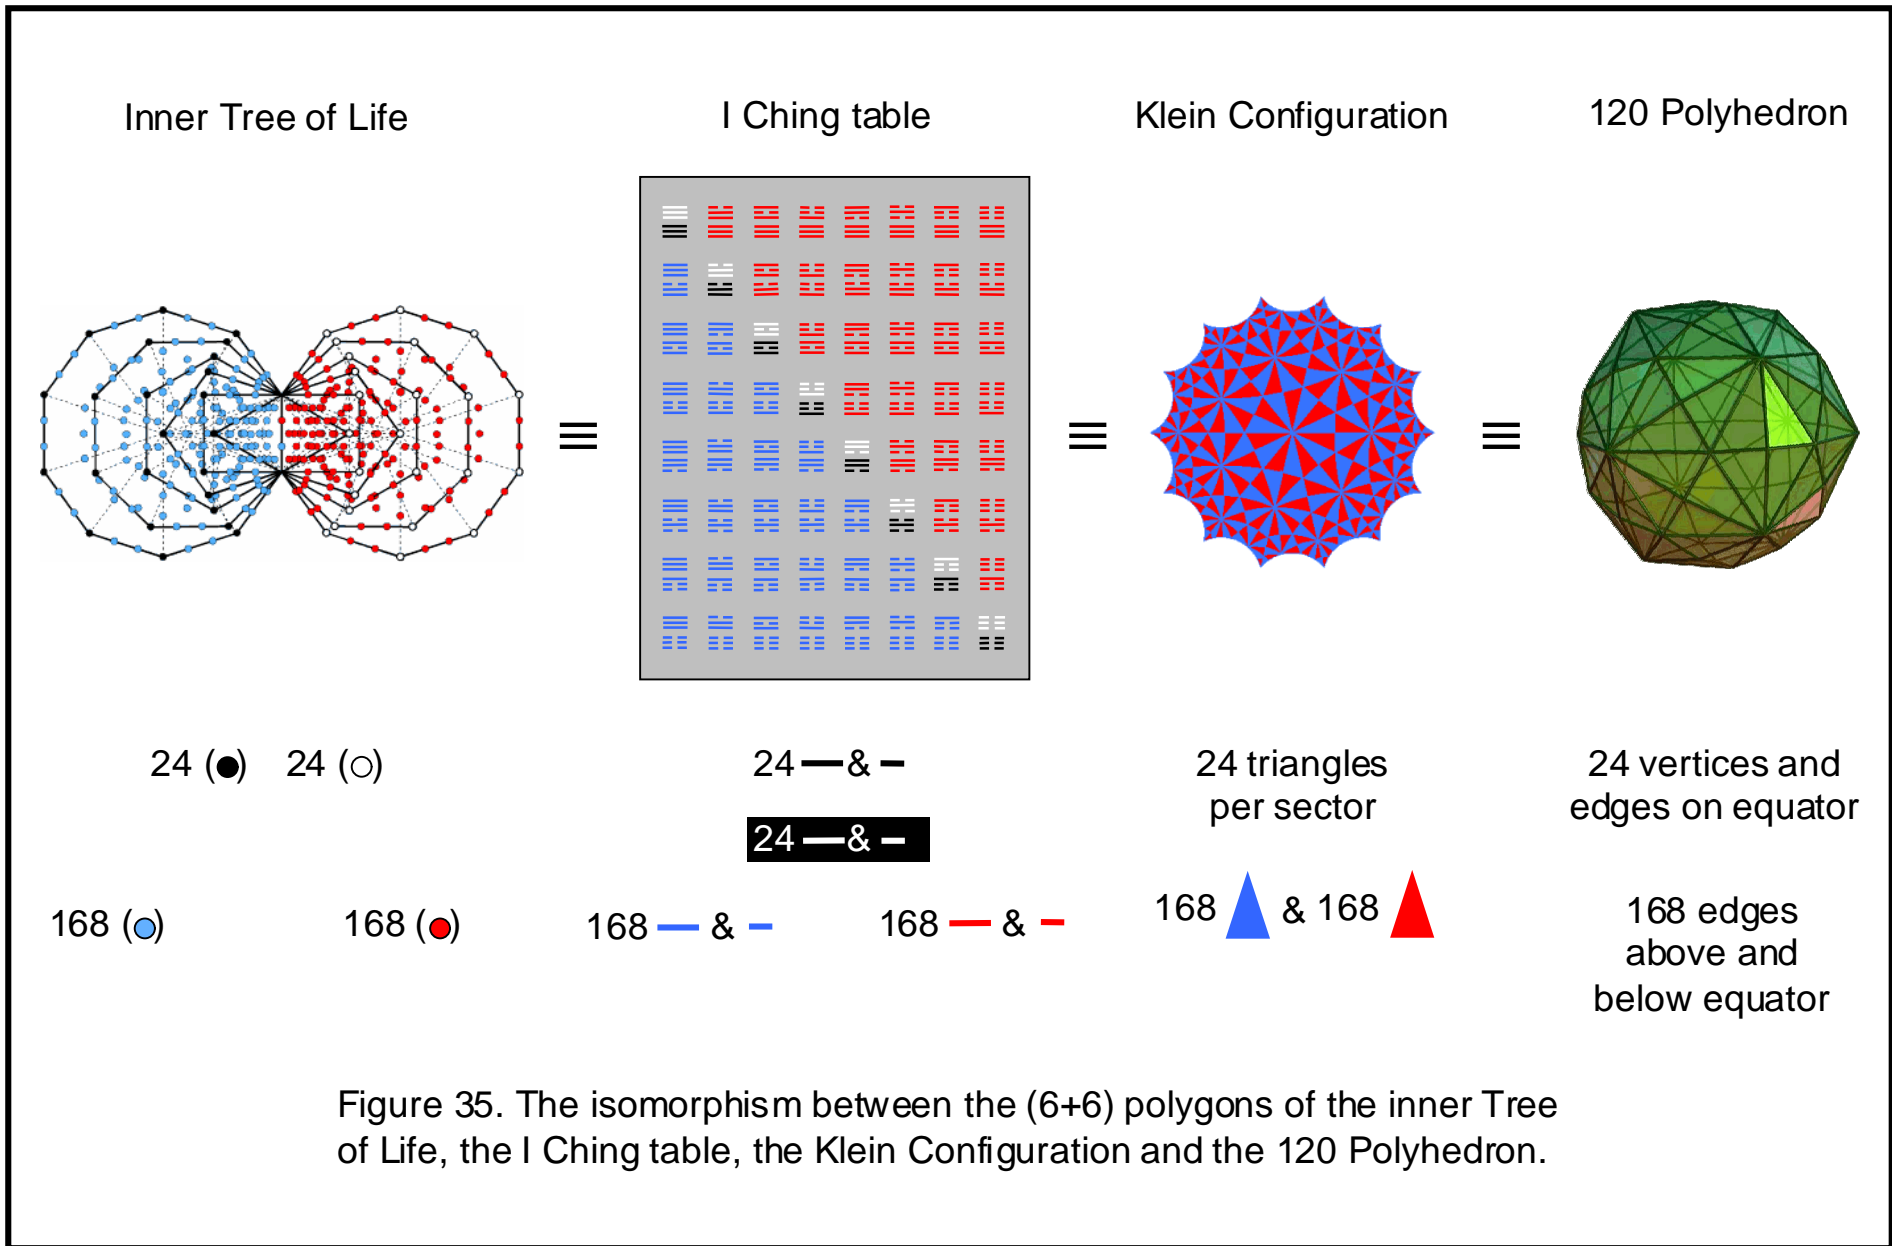 Inner Tree of Life
I Ching table
Klein Configuration
120 Polyhedron
≡
≡
≡
24 (●) 24 (○)
24 — & -
24 — & -
168 (●)
168 (●)
168 — & -
168 — & -
24 triangles
per sector
168 ▲ & 168 ▲
24 vertices and
edges on equator
168 edges
above and
below equator
Figure 35. The isomorphism between the (6+6) polygons of the inner Tree
of Life, the I Ching table, the Klein Configuration and the 120 Polyhedron.